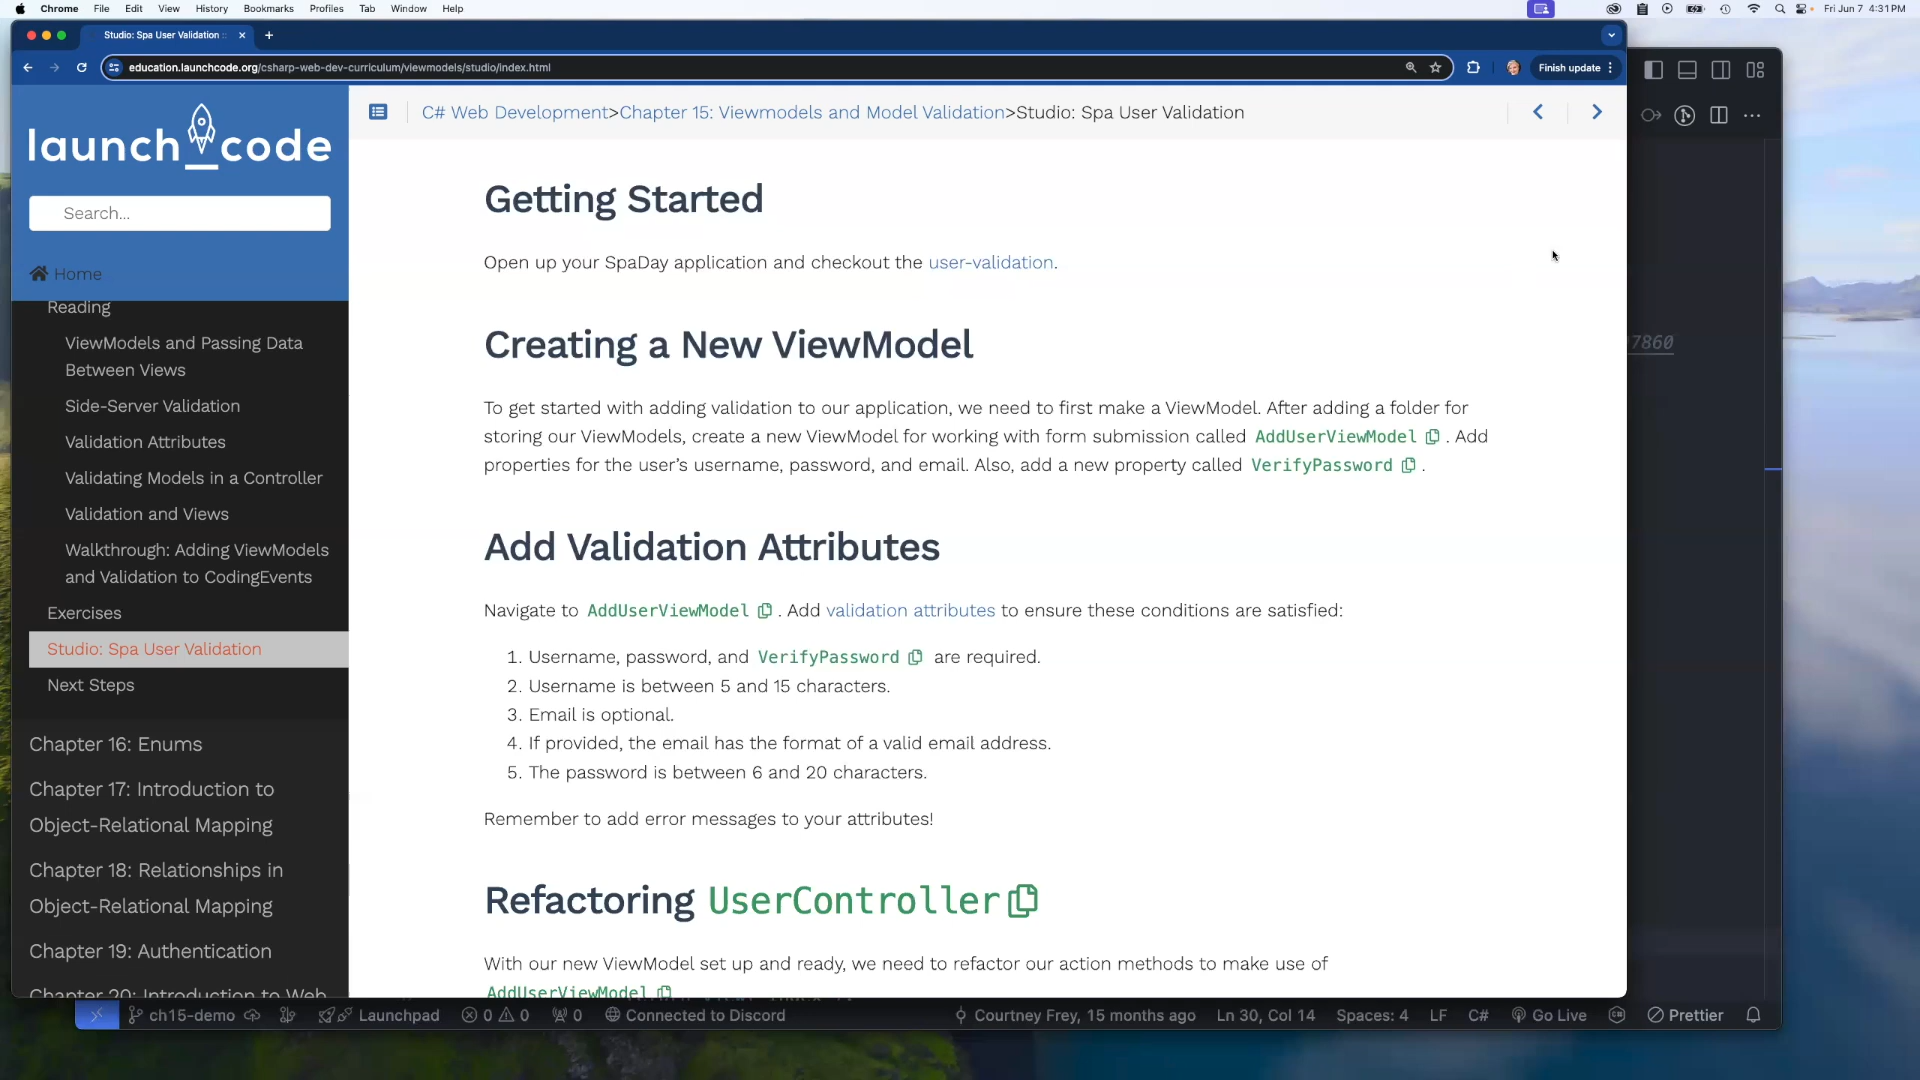 Chrome File Edit View History Bookmarks Profiles Tab Window Help
Fri Jun 7 4:31PM
Studio: Spa User Validation ::
education.launchcode.org/csharp-web-dev-curriculum/viewmodels/studio/index.html
Finish update
launch_code
Search...
Home
Reading
ViewModels and Passing Data
Between Views
Side-Server Validation
Validation Attributes
Validating Models in a Controller
Validation and Views
Walkthrough: Adding ViewModels
and Validation to CodingEvents
Exercises
Studio: Spa User Validation
Next Steps
Chapter 16: Enums
Chapter 17: Introduction to
Object-Relational Mapping
Chapter 18: Relationships in
Object-Relational Mapping
Chapter 19: Authentication
Chapter 20: Introduction to Web
C# Web Development>Chapter 15: Viewmodels and Model Validation>Studio: Spa User Validation
Getting Started
Open up your SpaDay application and checkout the user-validation.
Creating a New ViewModel
To get started with adding validation to our application, we need to first make a ViewModel. After adding a folder for
storing our ViewModels, create a new ViewModel for working with form submission called AddUserViewModel . Add
properties for the user's username, password, and email. Also, add a new property called VerifyPassword .
Add Validation Attributes
Navigate to AddUserViewModel . Add validation attributes to ensure these conditions are satisfied:
1. Username, password, and VerifyPassword are required.
2. Username is between 5 and 15 characters.
3. Email is optional.
4. If provided, the email has the format of a valid email address.
5. The password is between 6 and 20 characters.
Remember to add error messages to your attributes!
Refactoring UserController
With our new ViewModel set up and ready, we need to refactor our action methods to make use of
AddUserViewModel
7860
ch15-demo Launchpad 0 0 0 Connected to Discord Courtney Frey, 15 months ago Ln 30, Col 14 Spaces: 4 LF C# Go Live Prettier